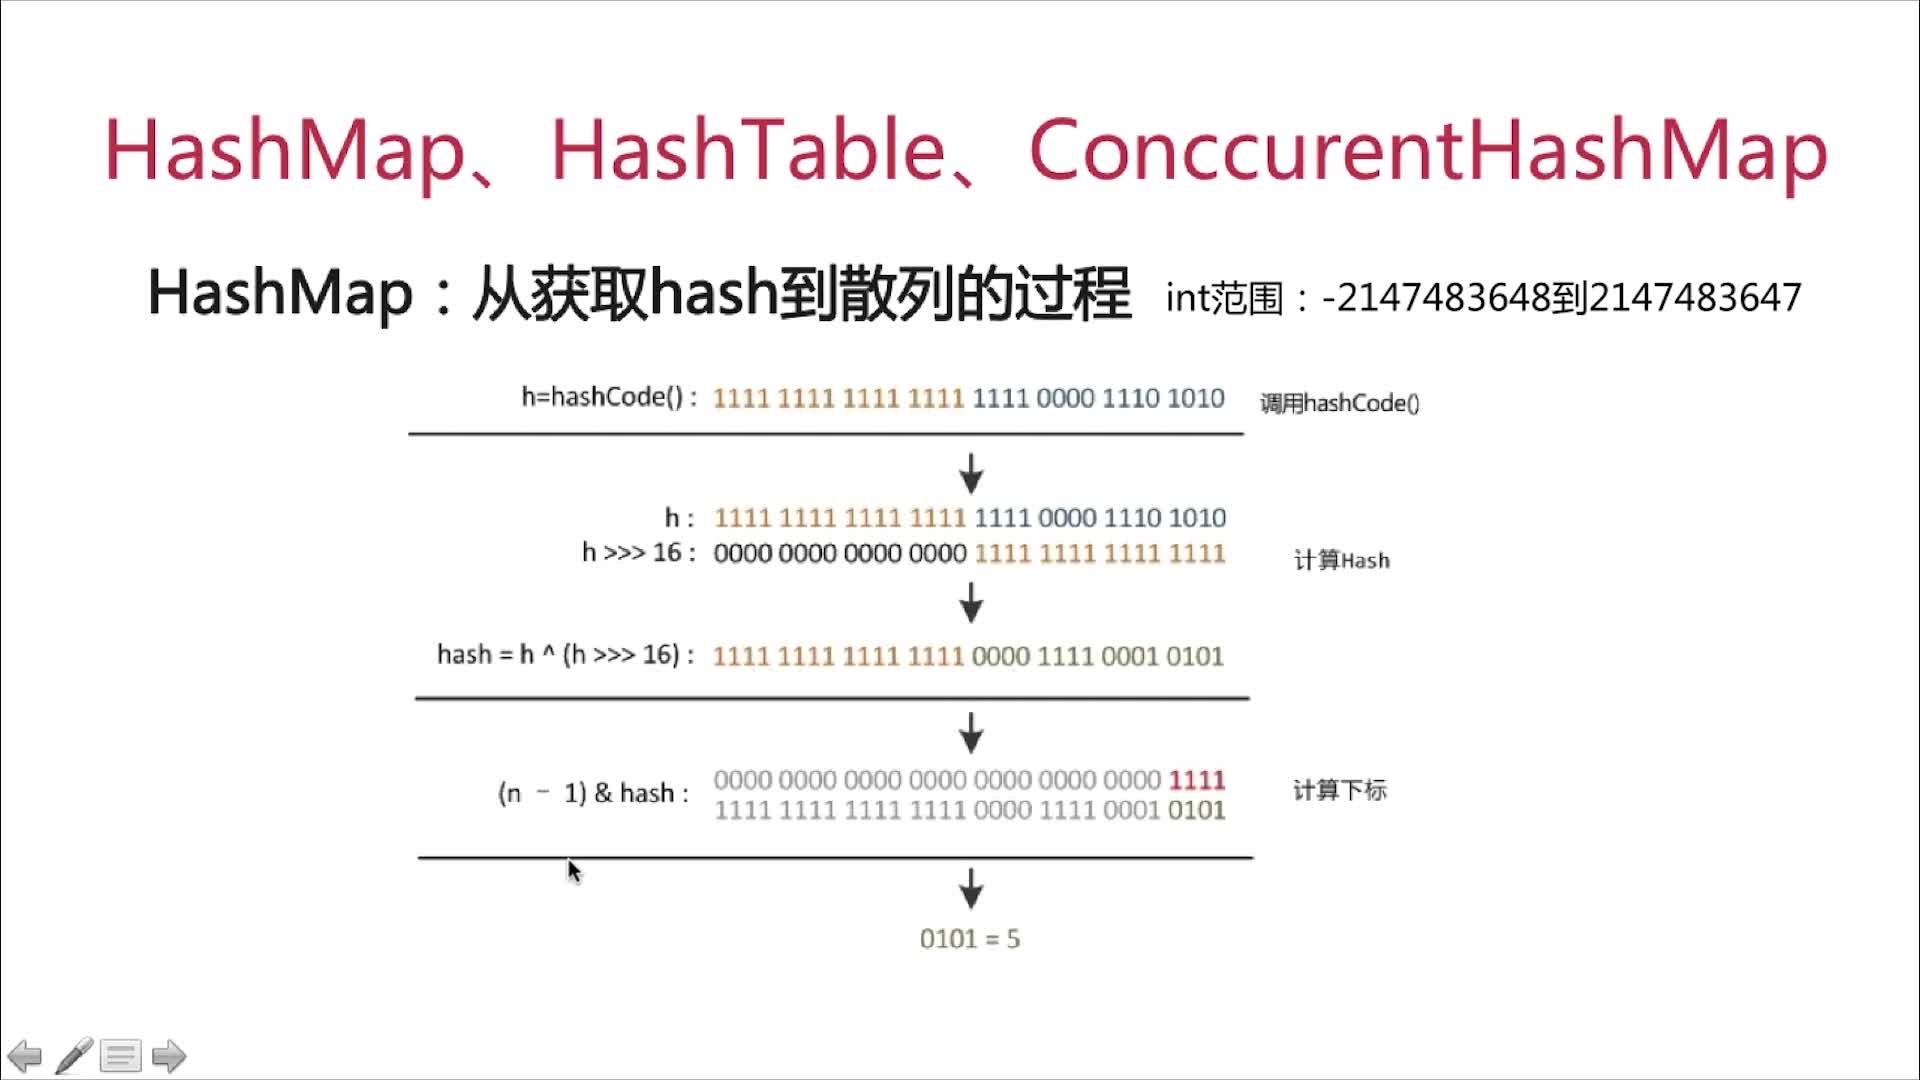 HashMap、HashTable、ConccurentHashMap
HashMap：从获取hash到散列的过程 int范围：-2147483648到2147483647
h=hashCode() : 1111 1111 1111 1111 1111 0000 1110 1010 调用hashCode()
h : 1111 1111 1111 1111 1111 0000 1110 1010
h >>> 16 : 0000 0000 0000 0000 1111 1111 1111 1111 计算Hash
hash = h ^ (h >>> 16) : 1111 1111 1111 1111 0000 1111 0001 0101
(n - 1) & hash : 0000 0000 0000 0000 0000 0000 0000 1111 计算下标
1111 1111 1111 1111 0000 1111 0001 0101
0101 = 5